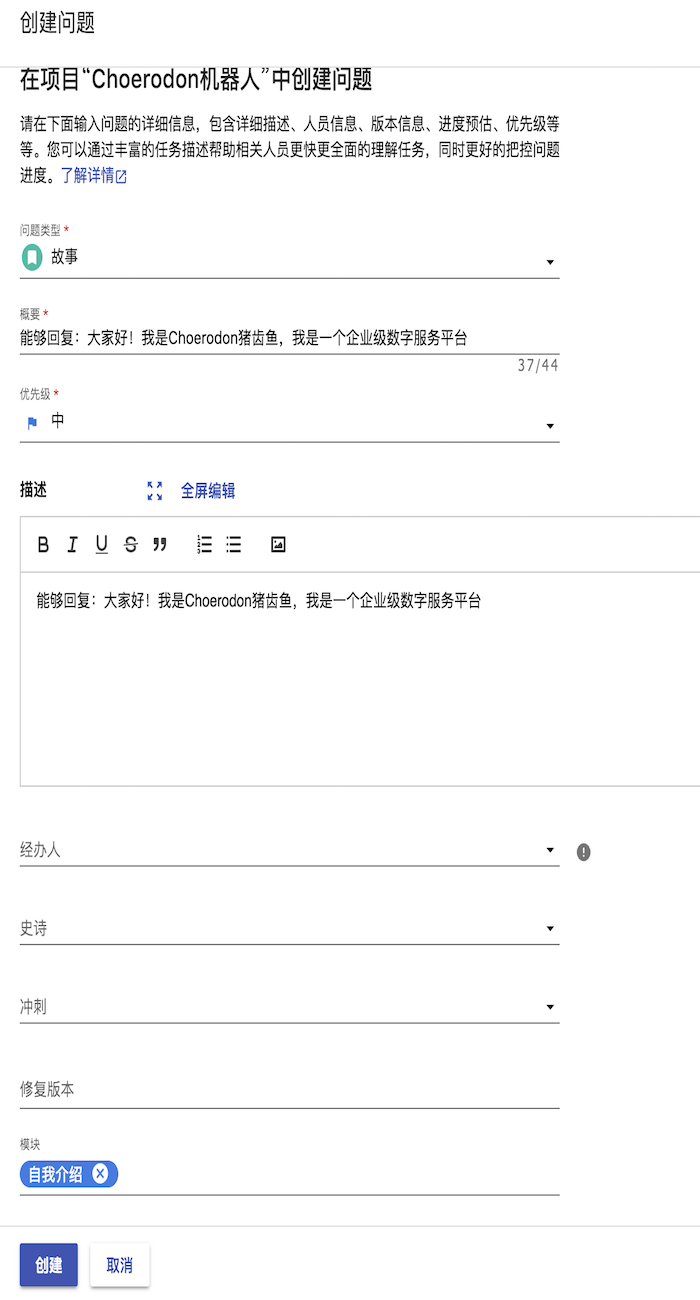 创建问题
在项目“Choerodon机器人”中创建问题
请在下面输入问题的详细信息，包含详细描述、人员信息、版本信息、进度预估、优先级等
等。您可以通过丰富的任务描述帮助相关人员更快更全面的理解任务，同时更好的把控问题
进度。了解详情
问题类型 *
故事
概要 *
能够回复：大家好！我是Choerodon猪齿鱼，我是一个企业级数字服务平台
37/44
优先级 *
中
描述 全屏编辑
B I U S ”
能够回复：大家好！我是Choerodon猪齿鱼，我是一个企业级数字服务平台
经办人
史诗
冲刺
修复版本
模块
自我介绍
创建 取消